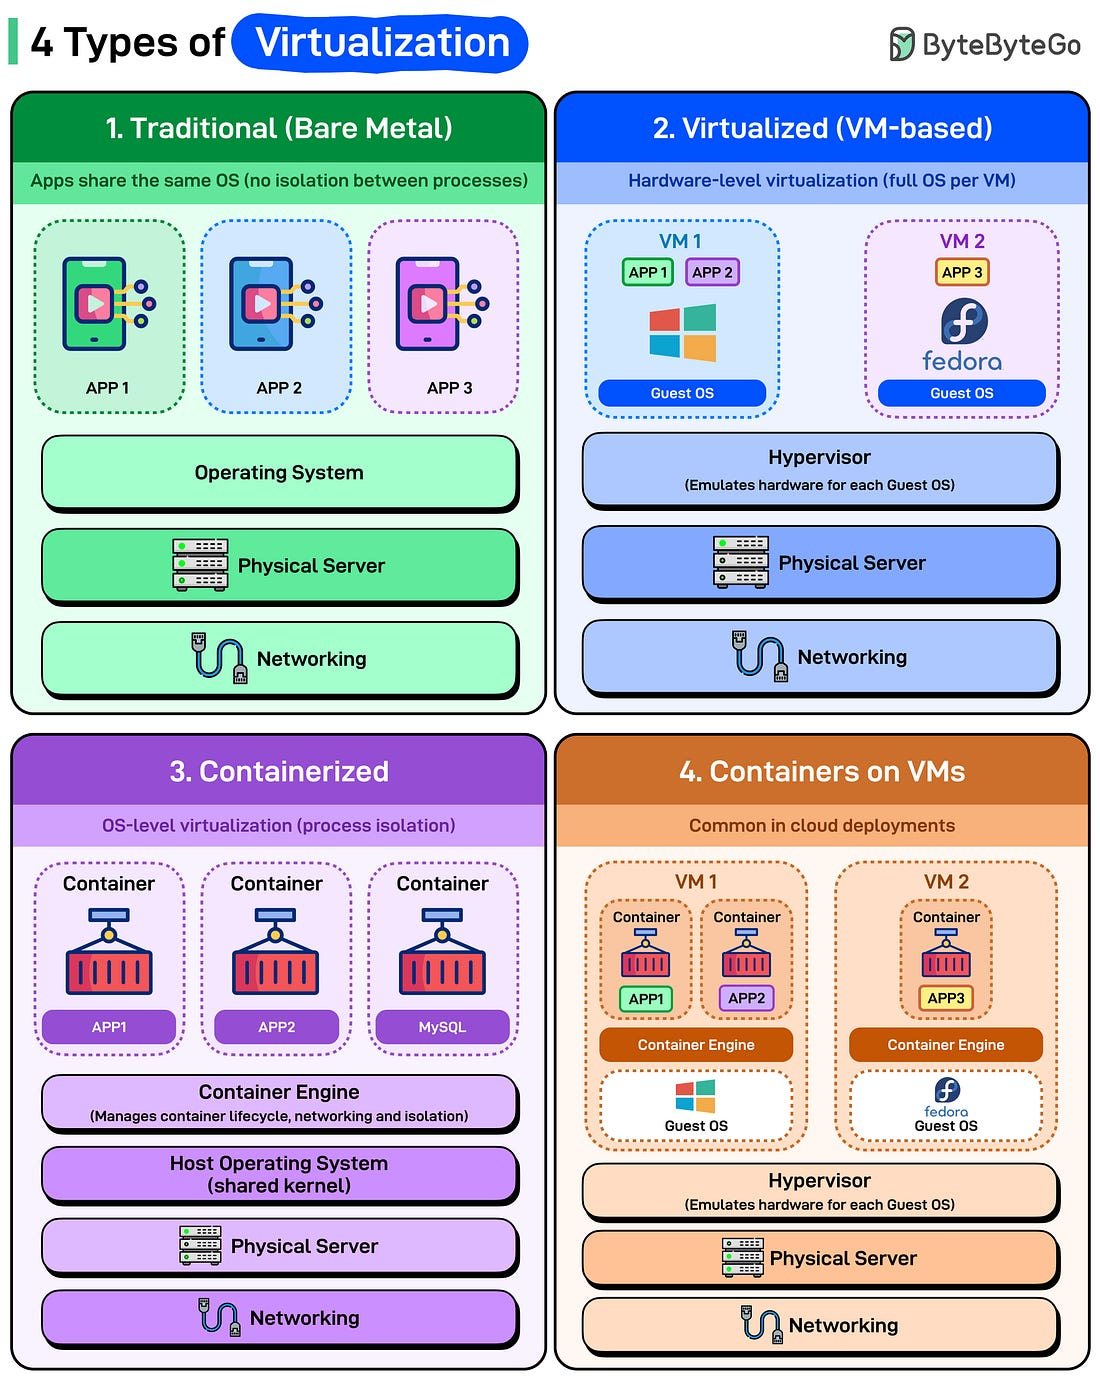 4 Types of Virtualization
ByteByteGo
1. Traditional (Bare Metal)
Apps share the same OS (no isolation between processes)
APP 1
APP 2
APP 3
Operating System
Physical Server
Networking
2. Virtualized (VM-based)
Hardware-level virtualization (full OS per VM)
VM 1
APP 1
APP 2
Guest OS
VM 2
APP 3
fedora
Guest OS
Hypervisor
(Emulates hardware for each Guest OS)
Physical Server
Networking
3. Containerized
OS-level virtualization (process isolation)
Container
APP1
Container
APP2
Container
MySQL
Container Engine
(Manages container lifecycle, networking and isolation)
Host Operating System
(shared kernel)
Physical Server
Networking
4. Containers on VMs
Common in cloud deployments
VM 1
Container
APP1
Container
APP2
Container Engine
Guest OS
VM 2
Container
APP3
Container Engine
fedora
Guest OS
Hypervisor
(Emulates hardware for each Guest OS)
Physical Server
Networking